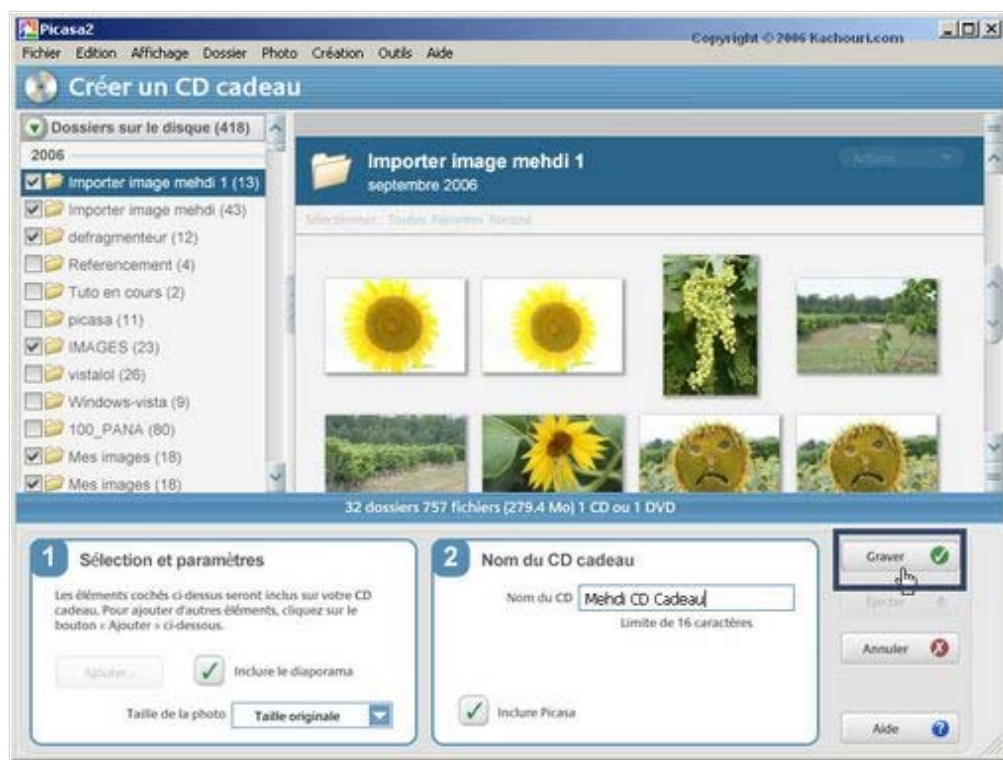 Picasa2
Copyright © 2006 Kachouri.com
Fichier Edition Affichage Dossier Photo Création Outils Aide
Créer un CD cadeau
Dossiers sur le disque (418)
2006
Importer image mehdi 1 (13)
Importer image mehdi (43)
defragmenteur (12)
Referencement (4)
Tuto en cours (2)
picasa (11)
IMAGES (23)
vistalol (26)
Windows-vista (9)
100_PANA (80)
Mes images (18)
Mes images (18)
Importer image mehdi 1
septembre 2006
Actions
Sélectionner : Toutes Favorites Aucune
32 dossiers 757 fichiers (279.4 Mo) 1 CD ou 1 DVD
1 Sélection et paramètres
Les éléments cochés ci-dessus seront inclus sur votre CD
cadeau. Pour ajouter d'autres éléments, cliquez sur le
bouton « Ajouter » ci-dessous.
Ajouter...
Inclure le diaporama
Taille de la photo Taille originale
2 Nom du CD cadeau
Nom du CD Mehdi CD Cadeau
Limite de 16 caractères
Inclure Picasa
Graver
Ejecter
Annuler
Aide